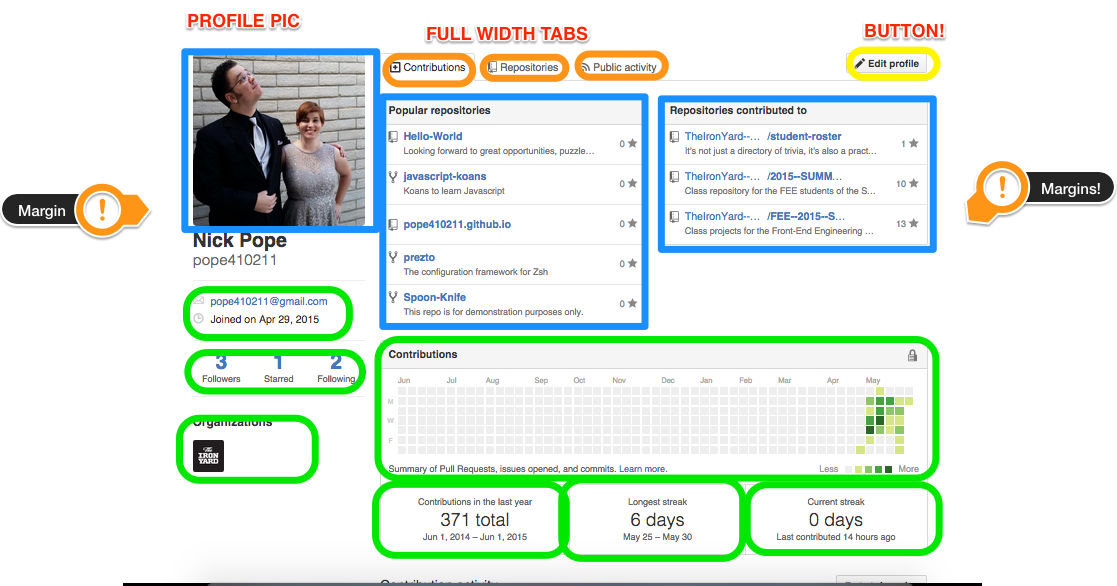 PROFILE PIC
FULL WIDTH TABS
BUTTON!
Contributions
Repositories
Public activity
Edit profile
Margin
!
!
Margins!
Nick Pope
pope410211
pope410211@gmail.com
Joined on Apr 29, 2015
3 1 2
Followers Starred Following
Organizations
The
IRON
YARD
Popular repositories
Hello-World
Looking forward to great opportunities, puzzle…
0
javascript-koans
Koans to learn Javascript
0
pope410211.github.io
0
prezto
The configuration framework for Zsh
0
Spoon-Knife
This repo is for demonstration purposes only.
0
Repositories contributed to
TheIronYard--… /student-roster
It's not just a directory of trivia, it's also a pract…
1
TheIronYard--… /2015--SUMM…
Class repository for the FEE students of the S…
10
TheIronYard--… /FEE--2015--S…
Class projects for the Front-End Engineering …
13
Contributions
Jun Jul Aug Sep Oct Nov Dec Jan Feb Mar Apr May
M
W
F
Summary of Pull Requests, issues opened, and commits. Learn more.
Less More
Contributions in the last year
371 total
Jun 1, 2014 – Jun 1, 2015
Longest streak
6 days
May 25 – May 30
Current streak
0 days
Last contributed 14 hours ago
Contribution activity